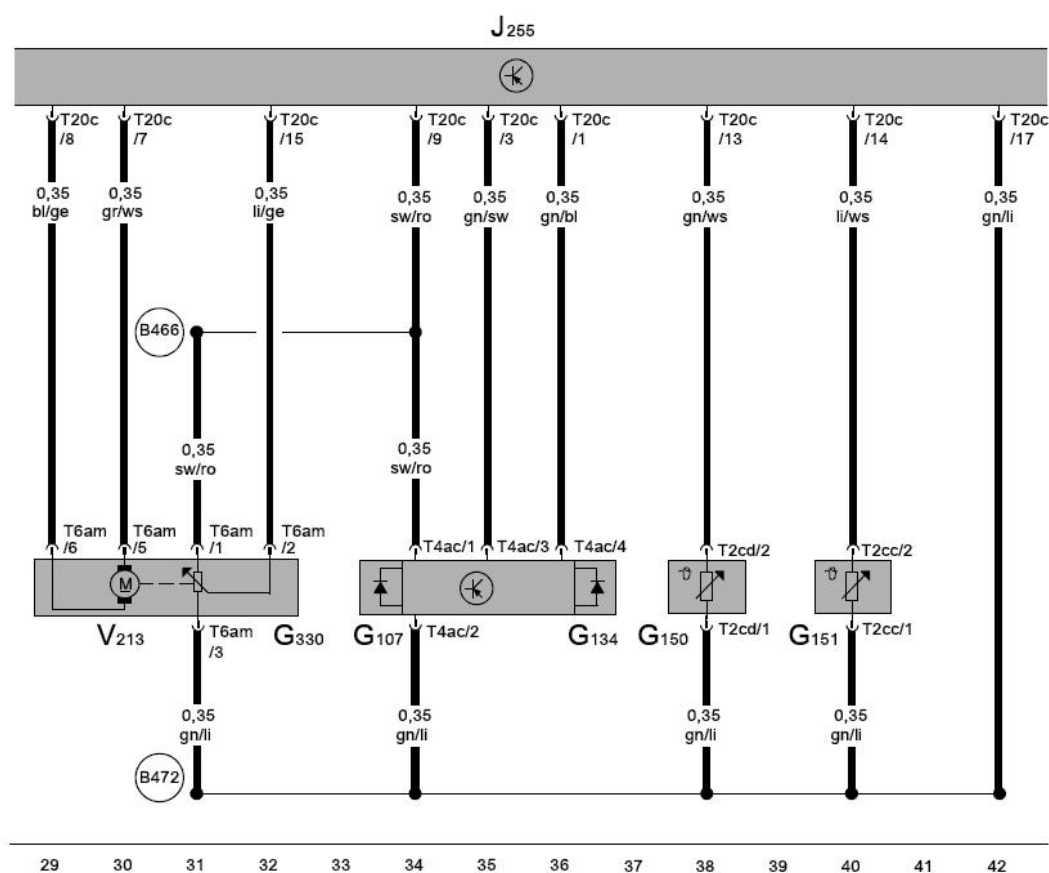 J255
T20c T20c T20c T20c T20c T20c T20c T20c T20c
/8 /7 /15 /9 /3 /1 /13 /14 /17
0,35 0,35 0,35 0,35 0,35 0,35 0,35 0,35 0,35
bl/ge gr/ws li/ge sw/ro gn/sw gn/bl gn/ws li/ws gn/li
B466
0,35 0,35
sw/ro sw/ro
T6am T6am T6am T6am
/6 /5 /1 /2 T4ac/1 T4ac/3 T4ac/4 T2cd/2 T2cc/2
M
V213 T6am G330 G107 T4ac/2 G134 G150 T2cd/1 G151 T2cc/1
/3
0,35 0,35 0,35 0,35
gn/li gn/li gn/li gn/li
B472
29 30 31 32 33 34 35 36 37 38 39 40 41 42